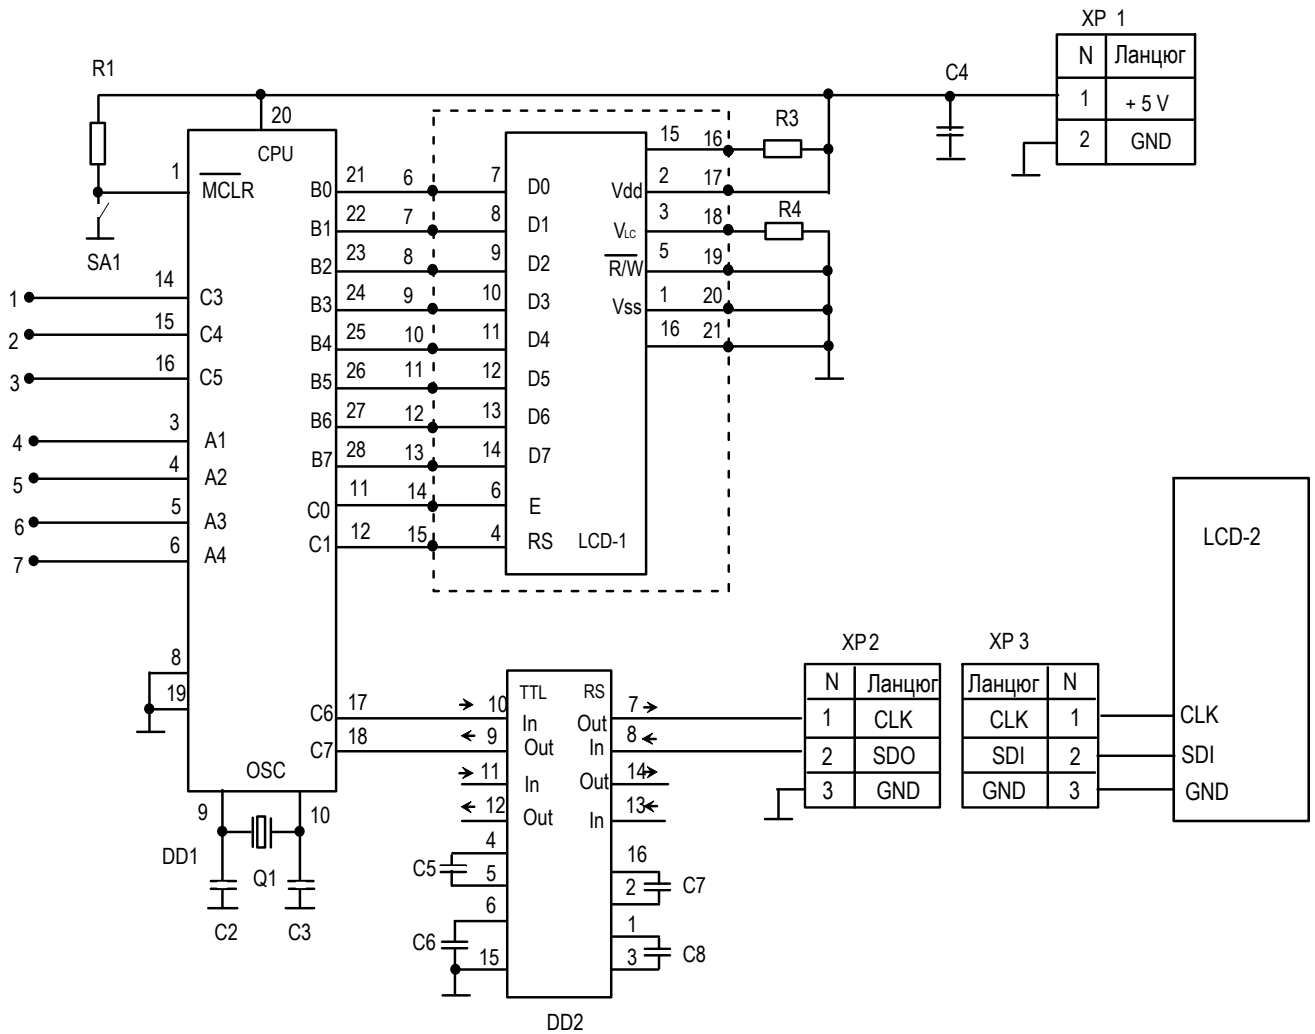 XP 1
N Ланцюг
1 + 5 V
2 GND
R1
C4
20
CPU
1
MCLR
SA1
14
1 C3
15
2 C4
16
3 C5
3
4 A1
4
5 A2
5
6 A3
6
7 A4
8
19
B0 21 6 7 D0
B1 22 7 8 D1
B2 23 8 9 D2
B3 24 9 10 D3
B4 25 10 11 D4
B5 26 11 12 D5
B6 27 12 13 D6
B7 28 13 14 D7
C0 11 14 6 E
C1 12 15 4 RS
LCD-1
15 16 R3
Vdd 2 17
VLC 3 18 R4
R/W 5 19
Vss 1 20
16 21
C6 17
C7 18
OSC
9 10
DD1
Q1
C2 C3
TTL RS
10 In Out 7
9 Out In 8
11 In Out 14
12 Out In 13
4
C5
5
6
C6
15
16
2 C7
1
3 C8
DD2
XP2
N Ланцюг
1 CLK
2 SDO
3 GND
XP 3
Ланцюг N
CLK 1
SDI 2
GND 3
LCD-2
CLK
SDI
GND